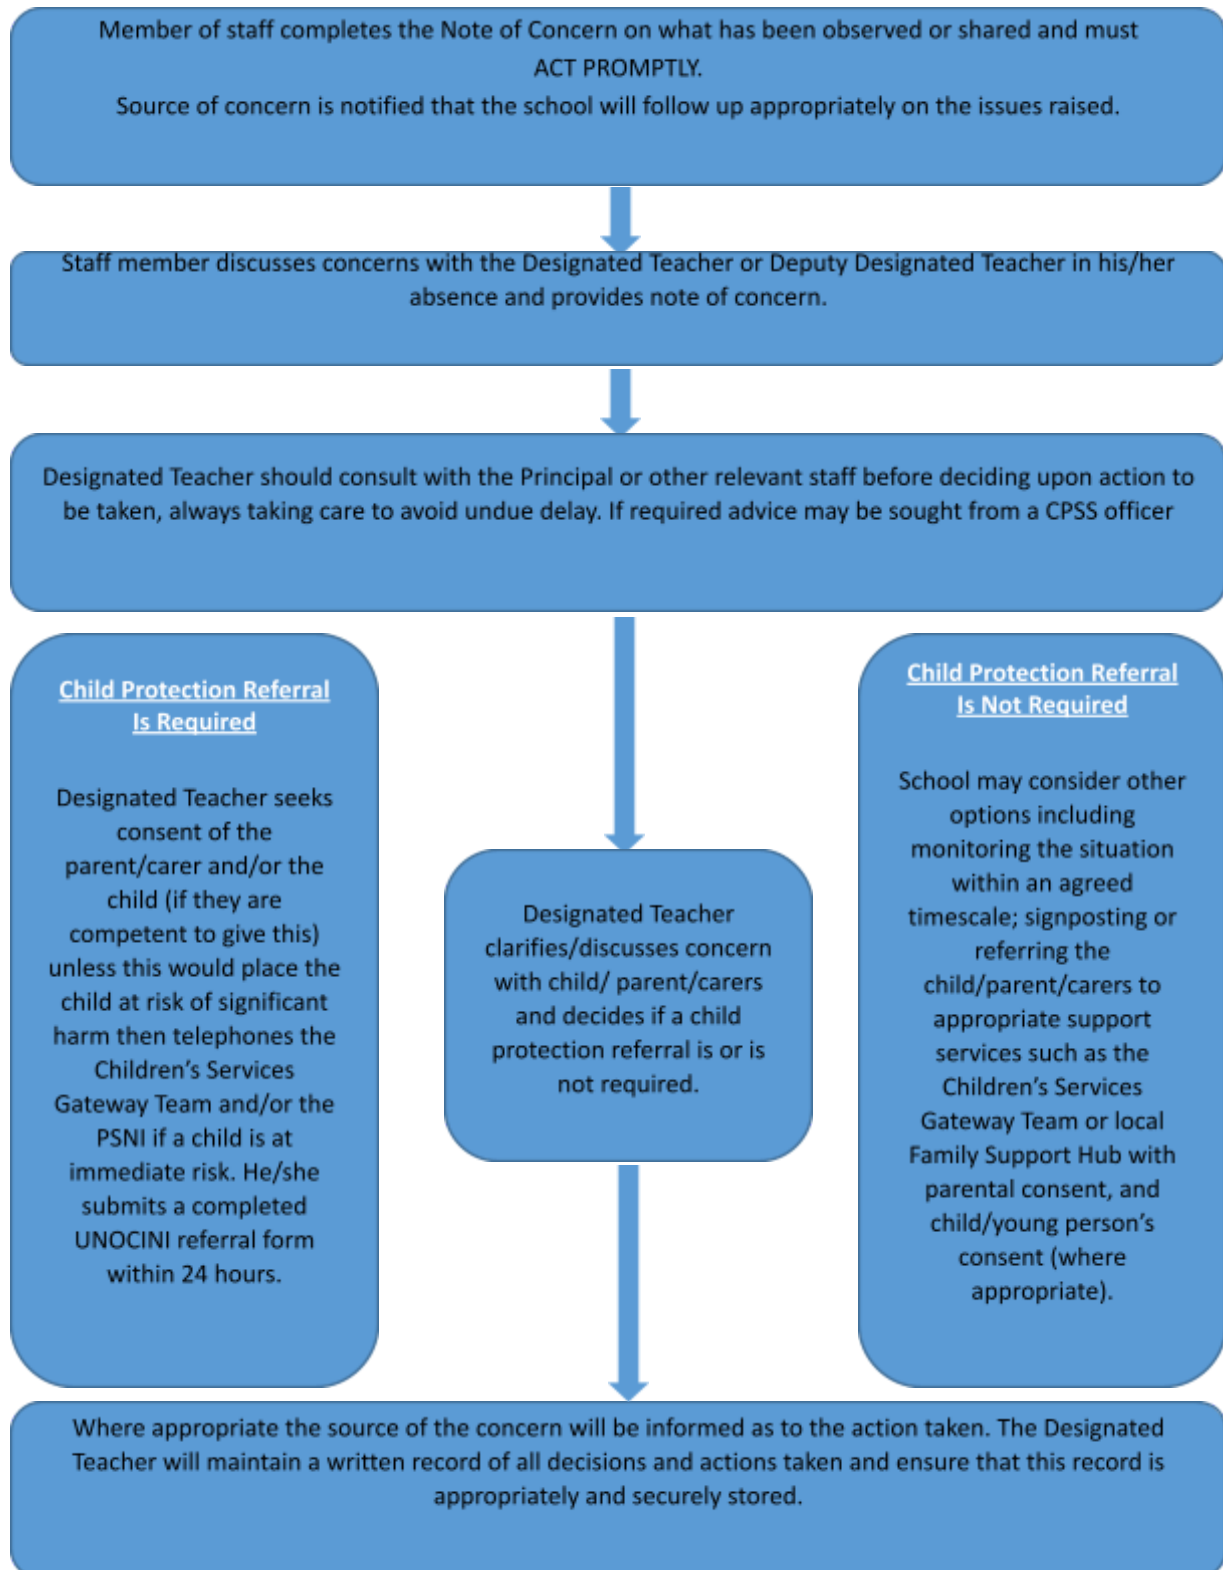 Member of staff completes the Note of Concern on what has been observed or shared and must
ACT PROMPTLY.
Source of concern is notified that the school will follow up appropriately on the issues raised.
Staff member discusses concerns with the Designated Teacher or Deputy Designated Teacher in his/her
absence and provides note of concern.
Designated Teacher should consult with the Principal or other relevant staff before deciding upon action to
be taken, always taking care to avoid undue delay. If required advice may be sought from a CPSS officer
Child Protection Referral
Is Required
Designated Teacher seeks
consent of the
parent/carer and/or the
child (if they are
competent to give this)
unless this would place the
child at risk of significant
harm then telephones the
Children’s Services
Gateway Team and/or the
PSNI if a child is at
immediate risk. He/she
submits a completed
UNOCINI referral form
within 24 hours.
Designated Teacher
clarifies/discusses concern
with child/ parent/carers
and decides if a child
protection referral is or is
not required.
Child Protection Referral
Is Not Required
School may consider other
options including
monitoring the situation
within an agreed
timescale; signposting or
referring the
child/parent/carers to
appropriate support
services such as the
Children’s Services
Gateway Team or local
Family Support Hub with
parental consent, and
child/young person’s
consent (where
appropriate).
Where appropriate the source of the concern will be informed as to the action taken. The Designated
Teacher will maintain a written record of all decisions and actions taken and ensure that this record is
appropriately and securely stored.